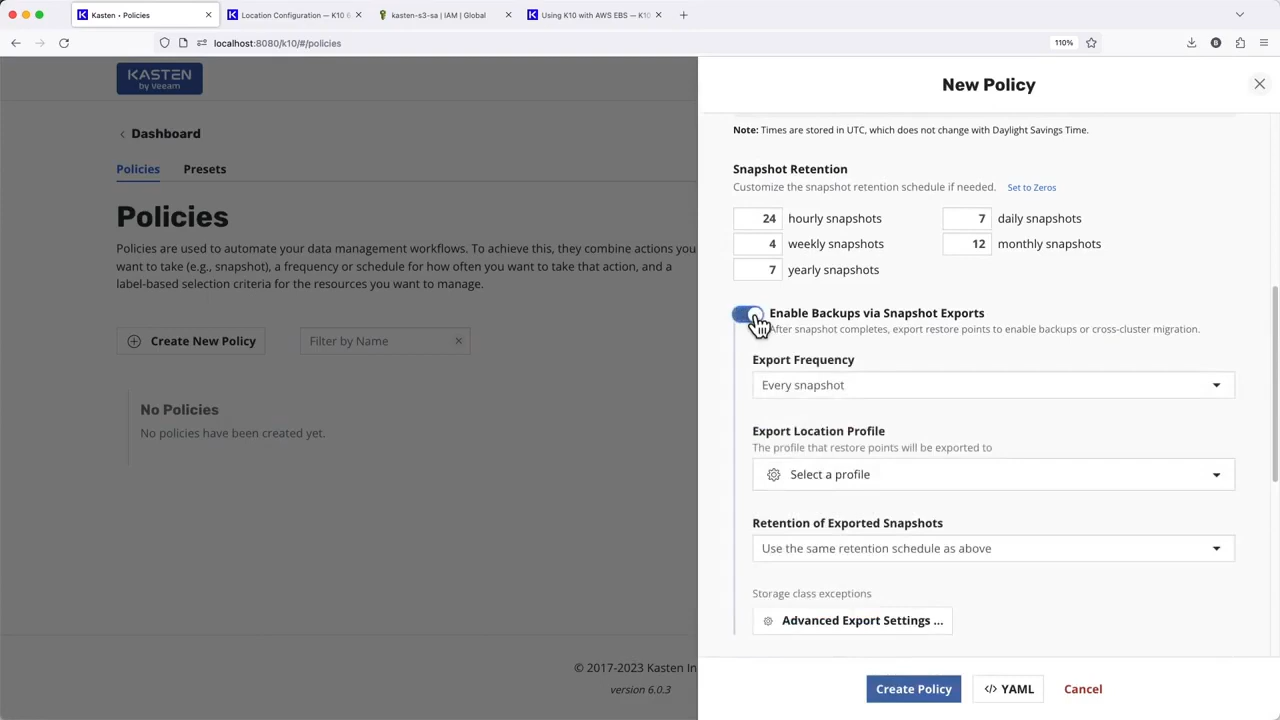 Kasten • Policies
Location Configuration — K10 6
kasten-s3-sa | IAM | Global
Using K10 with AWS EBS — K10
localhost:8080/k10/#/policies
110%
KASTEN
by Veeam
Dashboard
Policies
Presets
Policies
Policies are used to automate your data management workflows. To achieve this, they combine actions you
want to take (e.g., snapshot), a frequency or schedule for how often you want to take that action, and a
label-based selection criteria for the resources you want to manage.
Create New Policy
Filter by Name
No Policies
No policies have been created yet.
© 2017-2023 Kasten In
version 6.0.3
New Policy
Note: Times are stored in UTC, which does not change with Daylight Savings Time.
Snapshot Retention
Customize the snapshot retention schedule if needed. Set to Zeros
24 hourly snapshots
7 daily snapshots
4 weekly snapshots
12 monthly snapshots
7 yearly snapshots
Enable Backups via Snapshot Exports
After snapshot completes, export restore points to enable backups or cross-cluster migration.
Export Frequency
Every snapshot
Export Location Profile
The profile that restore points will be exported to
Select a profile
Retention of Exported Snapshots
Use the same retention schedule as above
Storage class exceptions
Advanced Export Settings ...
Create Policy
</> YAML
Cancel